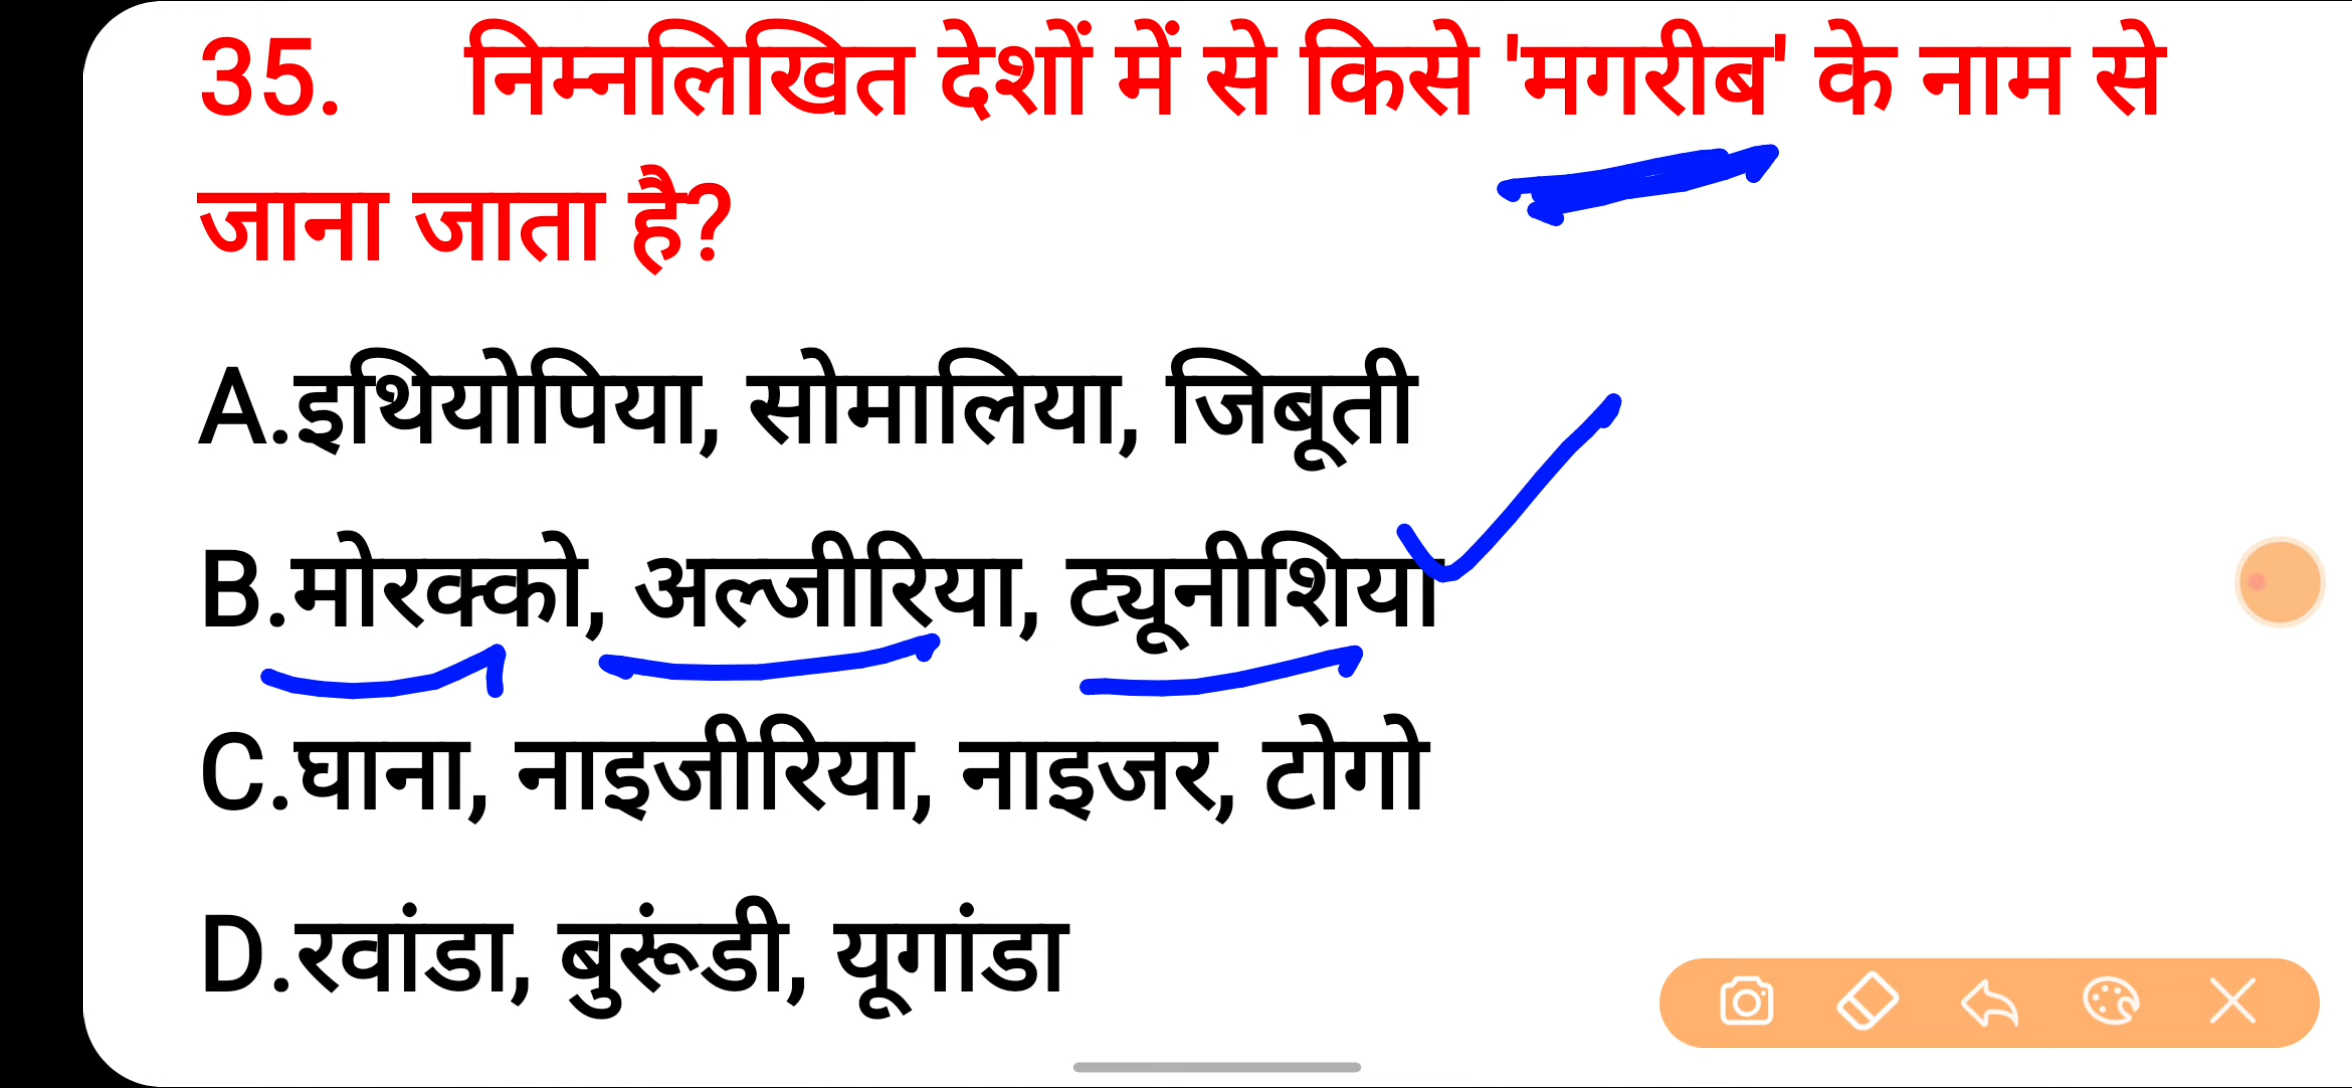 35. निम्नलिखित देशों में से किसे 'मगरीब' के नाम से
जाना जाता है?
A.इथियोपिया, सोमालिया, जिबूती
B.मोरक्को, अल्जीरिया, ट्यूनीशिया
C.घाना, नाइजीरिया, नाइजर, टोगो
D.रवांडा, बुरूंडी, यूगांडा